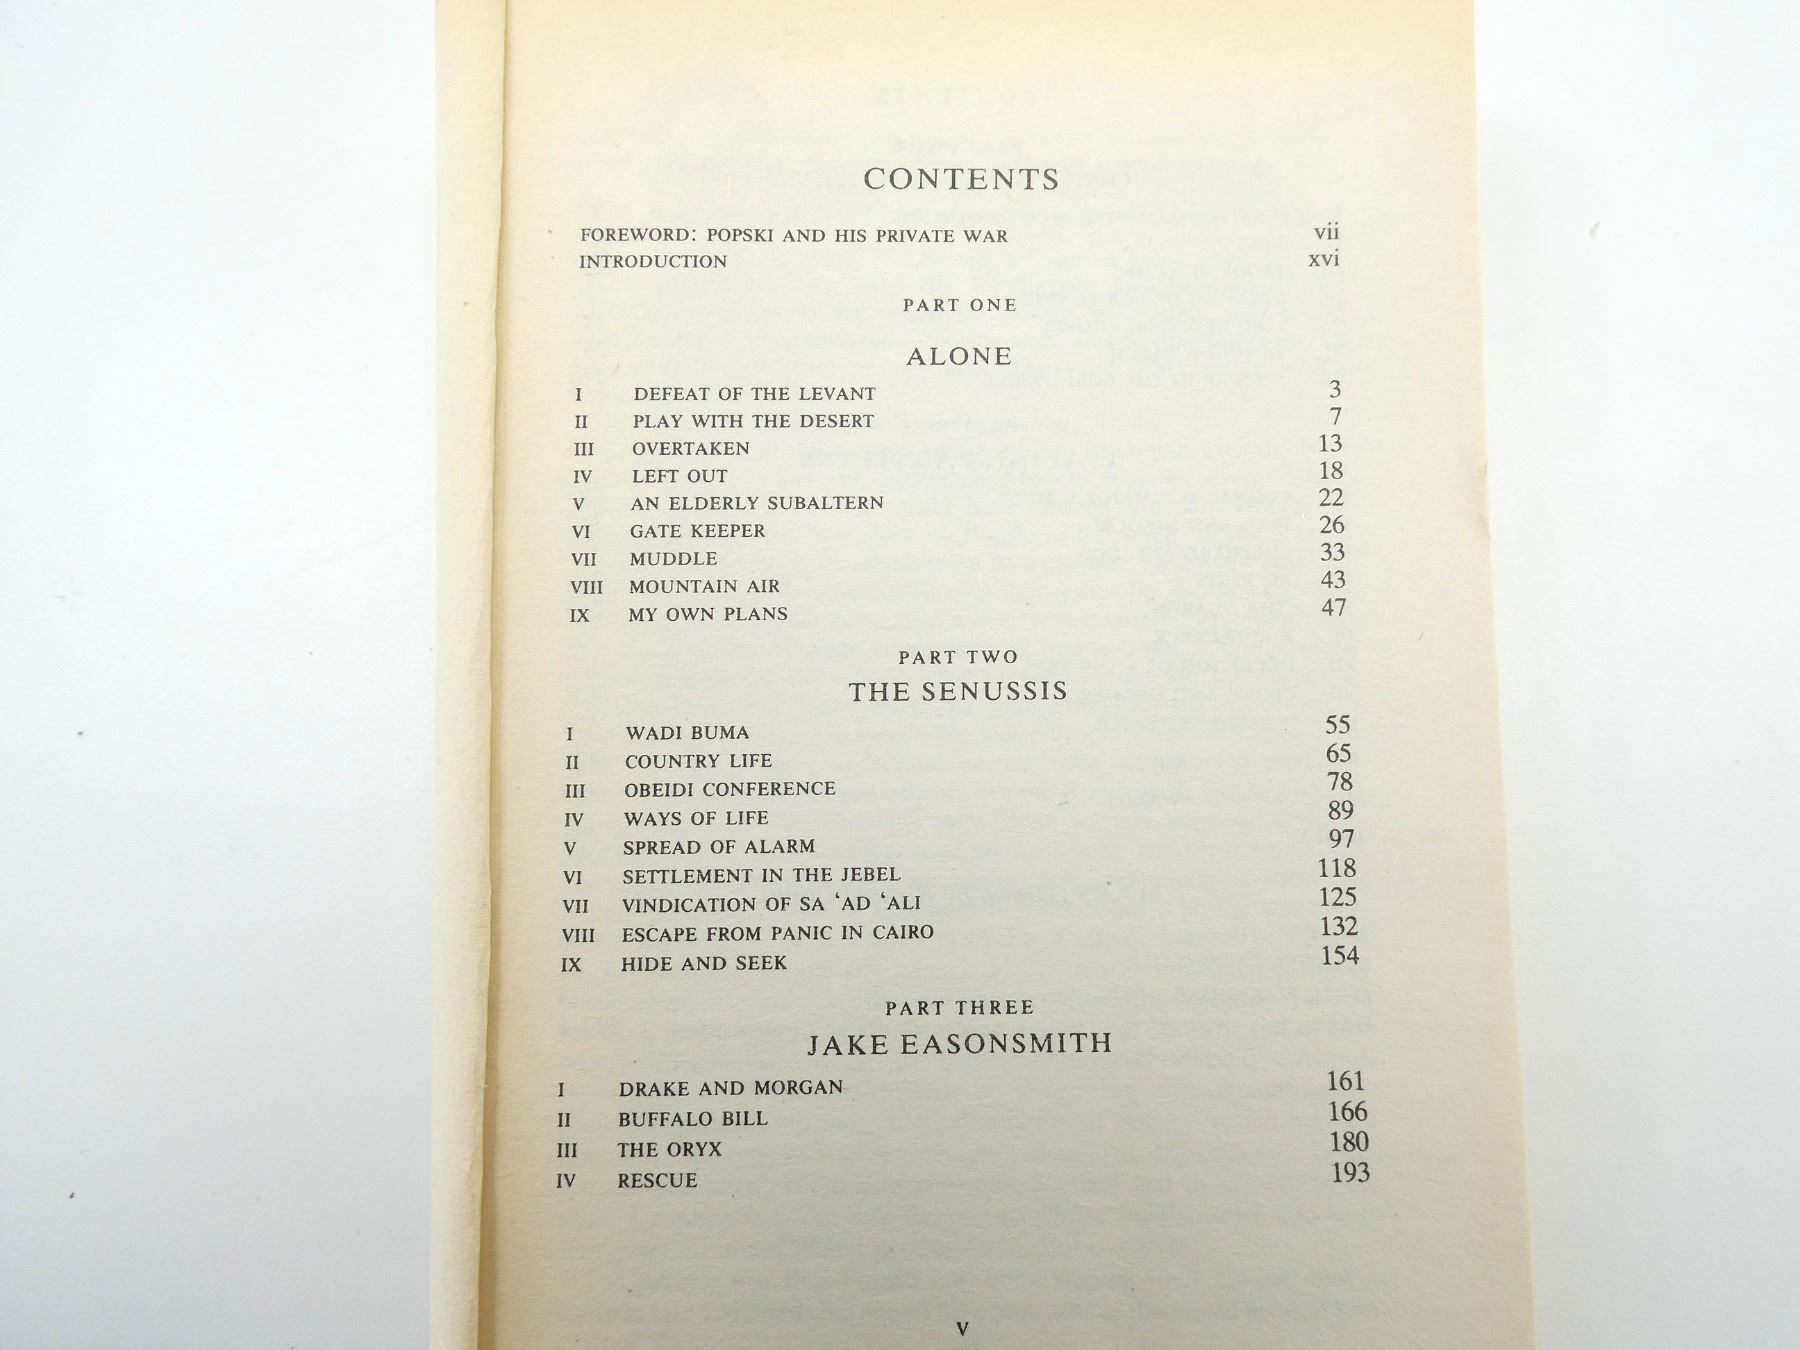 CONTENTS
FOREWORD: POPSKI AND HIS PRIVATE WAR vii
INTRODUCTION xvi
PART ONE
ALONE
I DEFEAT OF THE LEVANT 3
II PLAY WITH THE DESERT 7
III OVERTAKEN 13
IV LEFT OUT 18
V AN ELDERLY SUBALTERN 22
VI GATE KEEPER 26
VII MUDDLE 33
VIII MOUNTAIN AIR 43
IX MY OWN PLANS 47
PART TWO
THE SENUSSIS
I WADI BUMA 55
II COUNTRY LIFE 65
III OBEIDI CONFERENCE 78
IV WAYS OF LIFE 89
V SPREAD OF ALARM 97
VI SETTLEMENT IN THE JEBEL 118
VII VINDICATION OF SA ‘AD ‘ALI 125
VIII ESCAPE FROM PANIC IN CAIRO 132
IX HIDE AND SEEK 154
PART THREE
JAKE EASONSMITH
I DRAKE AND MORGAN 161
II BUFFALO BILL 166
III THE ORYX 180
IV RESCUE 193
v